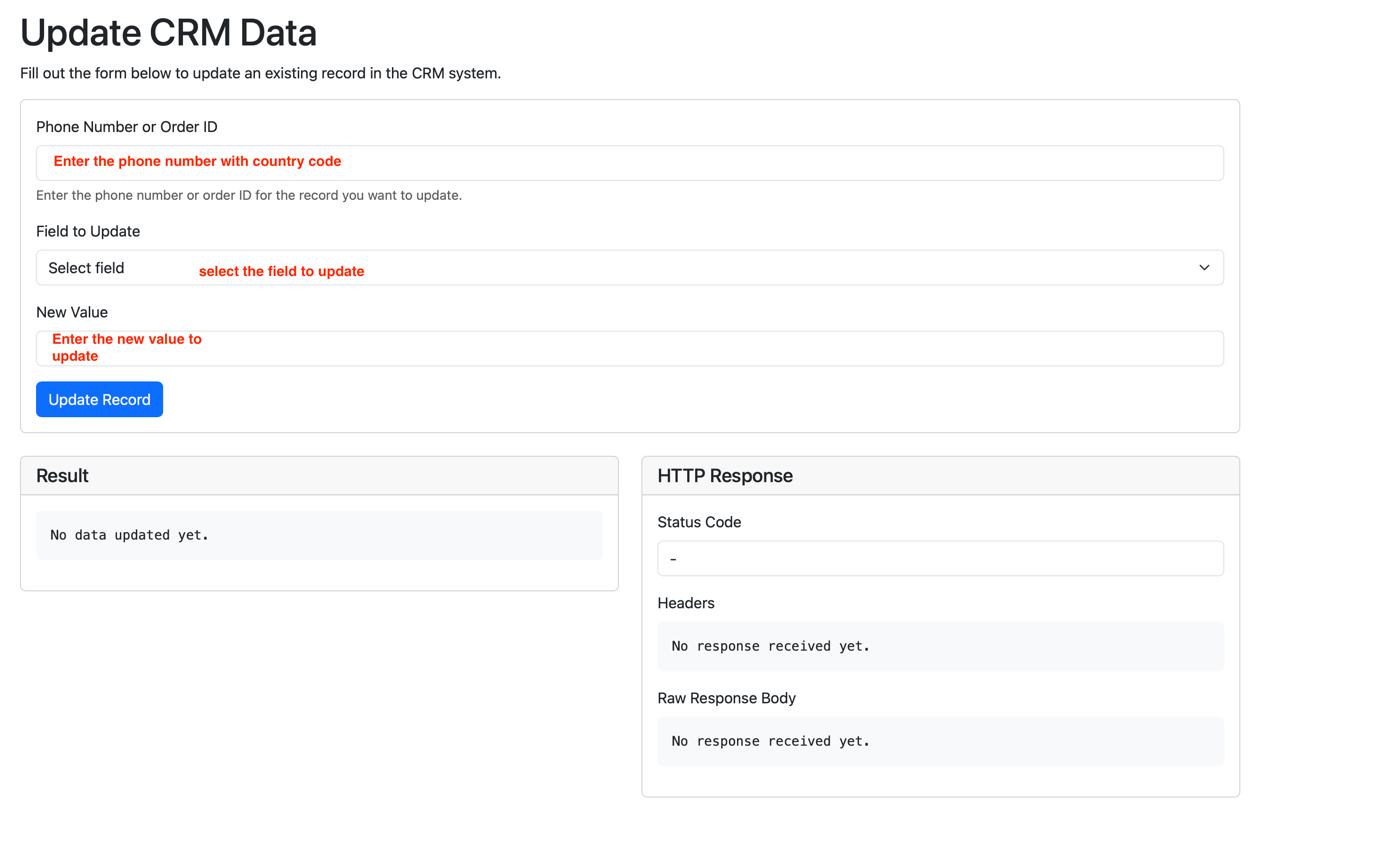 Update CRM Data
Fill out the form below to update an existing record in the CRM system.
Phone Number or Order ID
Enter the phone number with country code
Enter the phone number or order ID for the record you want to update.
Field to Update
Select field
select the field to update
New Value
Enter the new value to
update
Update Record
Result
No data updated yet.
HTTP Response
Status Code
-
Headers
No response received yet.
Raw Response Body
No response received yet.